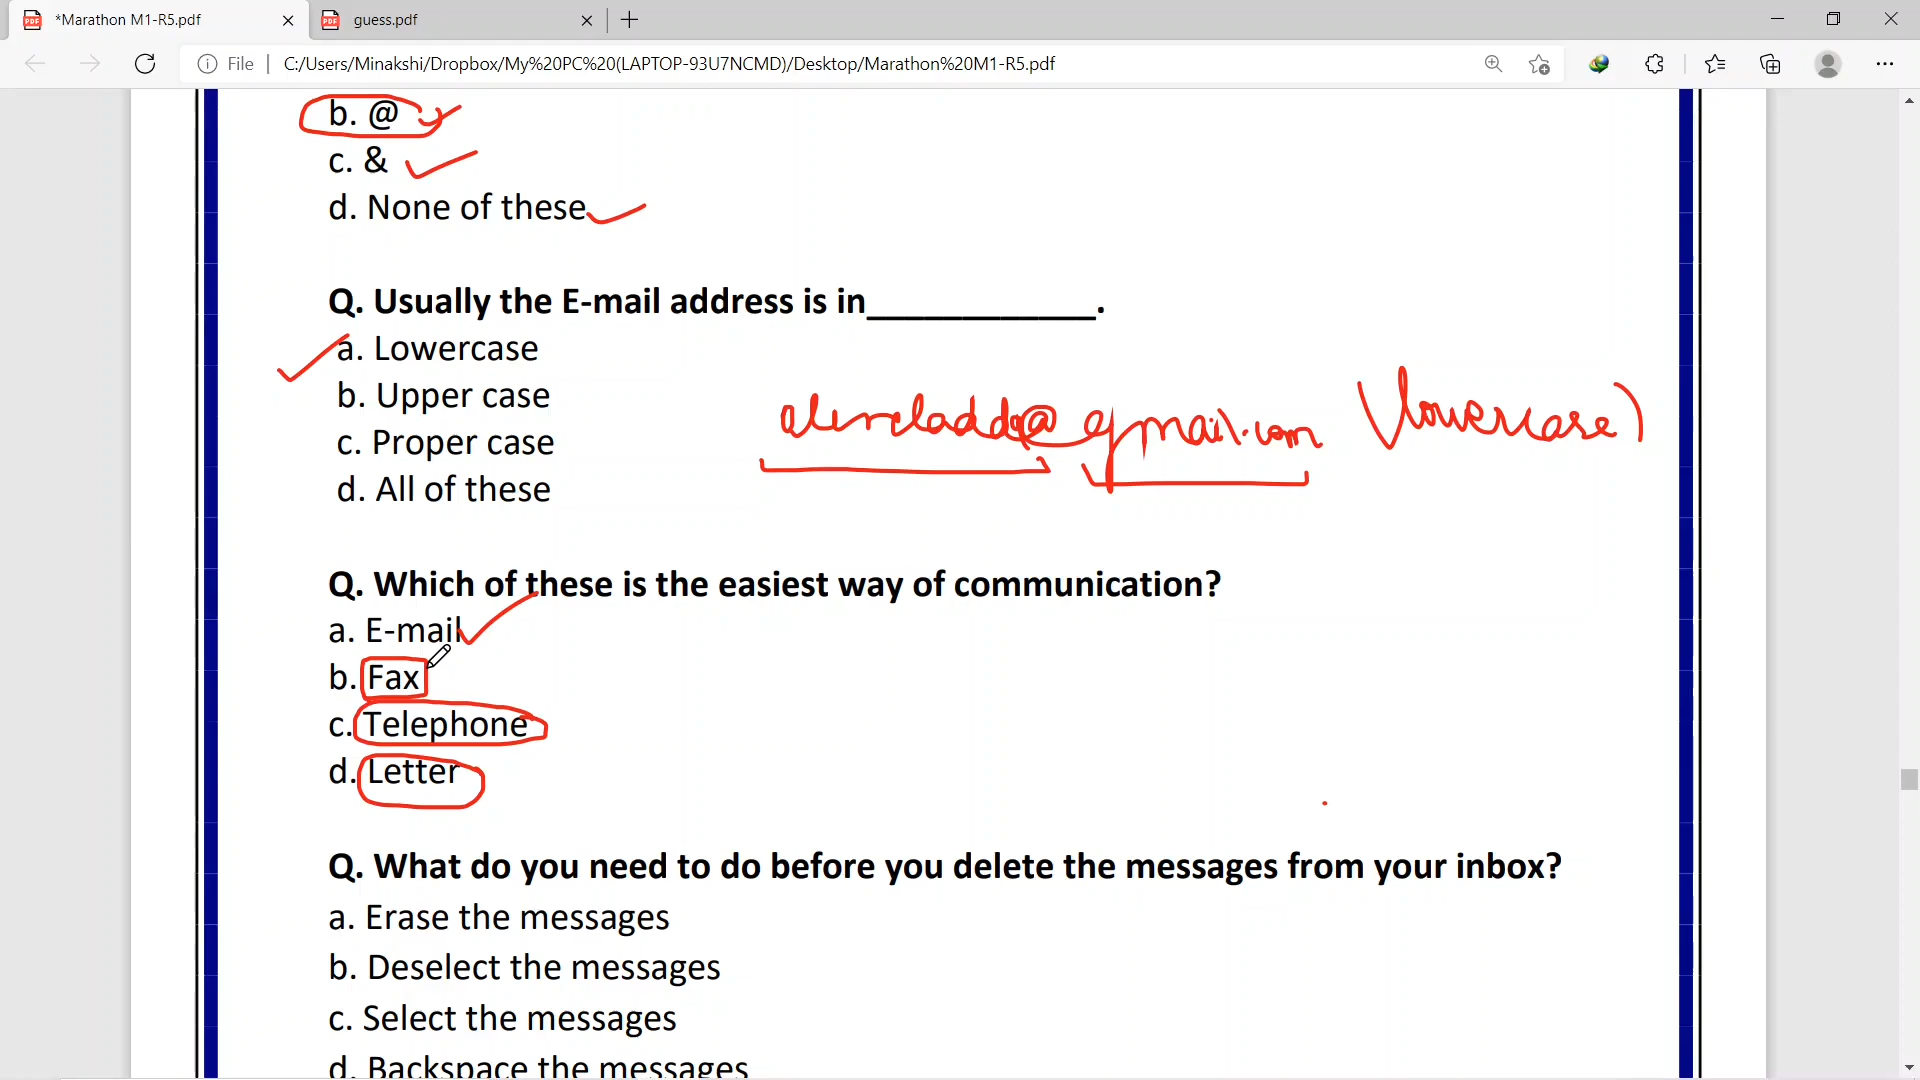 *Marathon M1-R5.pdf
guess.pdf
File
C:/Users/Minakshi/Dropbox/My%20PC%20(LAPTOP-93U7NCMD)/Desktop/Marathon%20M1-R5.pdf
b. @
c. &
d. None of these
Q. Usually the E-mail address is in____________.
a. Lowercase
b. Upper case
@gmail.com (lowercase)
c. Proper case
d. All of these
Q. Which of these is the easiest way of communication?
a. E-mail
b. Fax
c. Telephone
d. Letter
Q. What do you need to do before you delete the messages from your inbox?
a. Erase the messages
b. Deselect the messages
c. Select the messages
d. Backspace the messages